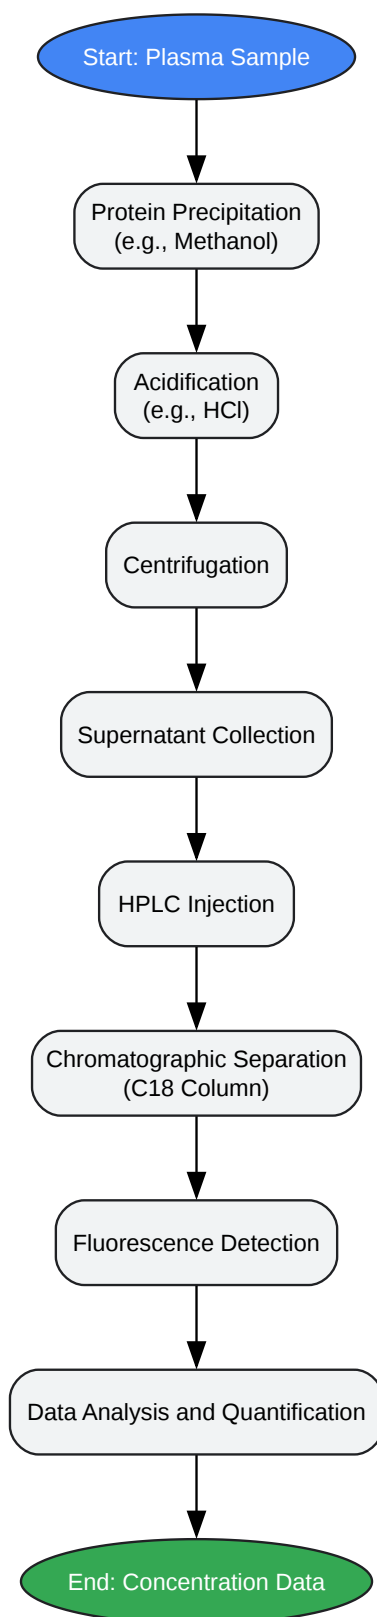 Start: Plasma Sample
Protein Precipitation
(e.g., Methanol)
Acidification
(e.g., HCl)
Centrifugation
Supernatant Collection
HPLC Injection
Chromatographic Separation
(C18 Column)
Fluorescence Detection
Data Analysis and Quantification
End: Concentration Data